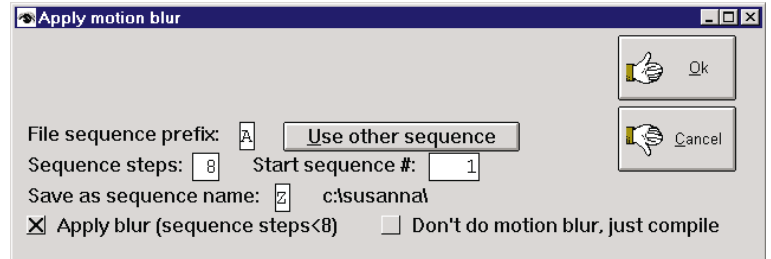 Apply motion blur
Ok
File sequence prefix: A Use other sequence
Cancel
Sequence steps: 8 Start sequence #: 1
Save as sequence name: Z c:\susanna\
Apply blur (sequence steps<8) Don't do motion blur, just compile